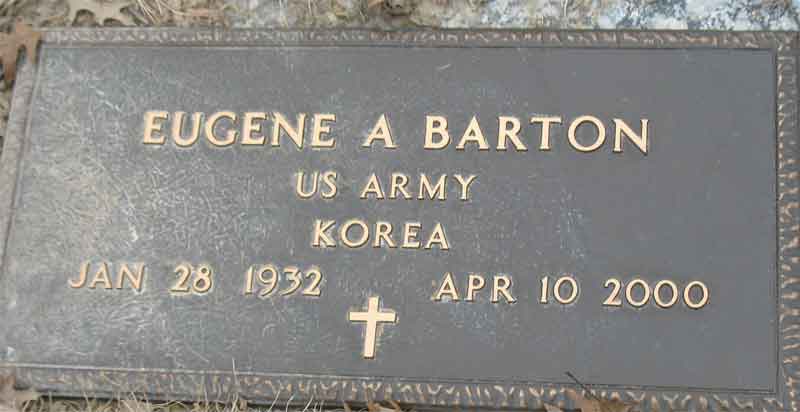 EUGENE A BARTON
US ARMY
KOREA
JAN 28 1932 APR 10 2000